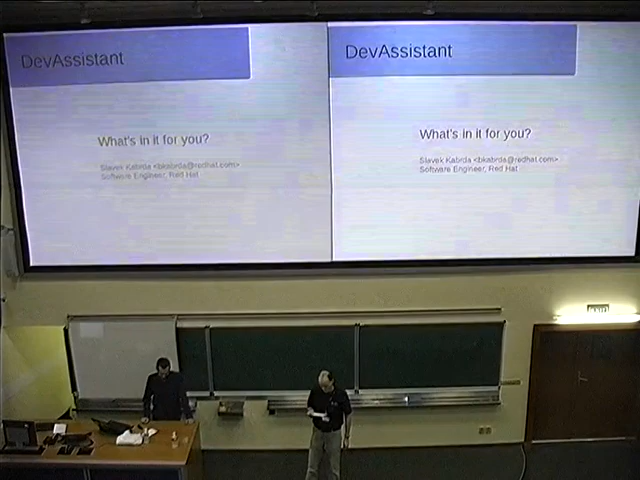 DevAssistant
What's in it for you?
Slavek Kabrda <bkabrda@redhat.com>
Software Engineer, Red Hat
DevAssistant
What's in it for you?
Slavek Kabrda <bkabrda@redhat.com>
Software Engineer, Red Hat